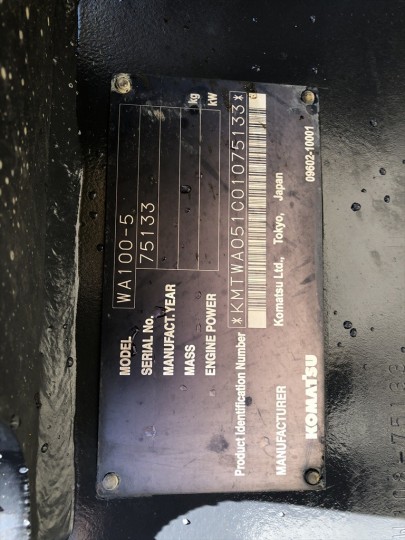 MODEL WA100-5
SERIAL No. 75133
MANUFACT.YEAR
MASS kg
ENGINE POWER kW
Product Identification Number *KMTWA051C01075133*
MANUFACTURER Komatsu Ltd., Tokyo, Japan
KOMATSU 09602-10001